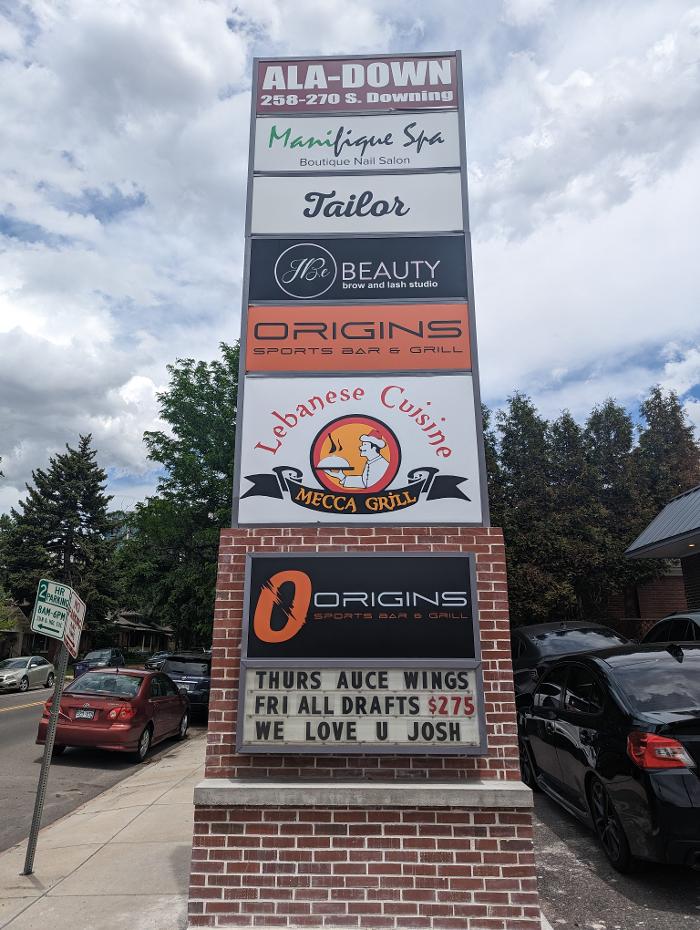 ALA-DOWN
258-270 S. Downing
Manifique Spa
Boutique Nail Salon
Tailor
JBe BEAUTY
brow and lash studio
ORIGINS
SPORTS BAR & GRILL
Lebanese Cuisine
MECCA GRILL
O ORIGINS
SPORTS BAR & GRILL
THURS AUCE WINGS
FRI ALL DRAFTS $275
WE LOVE U JOSH
2 HR
PARKING
8AM-6PM